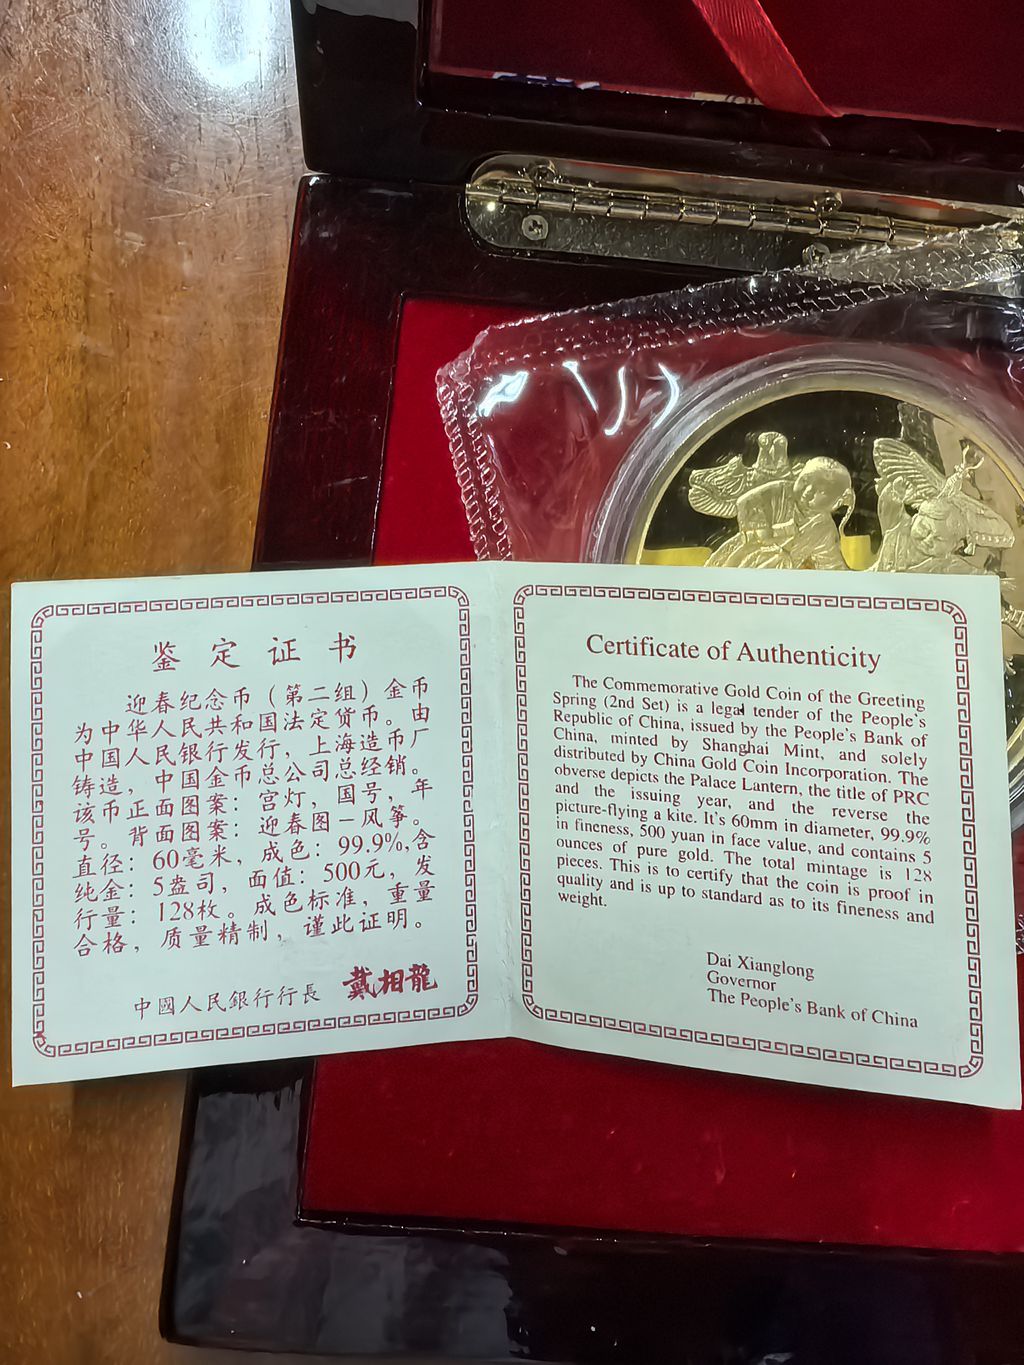 鉴定证书
迎春纪念币（第二组）金币
为中华人民共和国法定货币。由
中国人民银行发行，上海造币厂
铸造，中国金币总公司总经销。
该币正面图案：宫灯，国号，年
号。背面图案：迎春图－风筝。
直径：60毫米，成色：99.9%,含
纯金：5盎司，面值：500元，发
行量：128枚。成色标准，重量
合格，质量精制，谨此证明。
中國人民銀行行長 戴相龍
Certificate of Authenticity
The Commemorative Gold Coin of the Greeting
Spring (2nd Set) is a legal tender of the People's
Republic of China, issued by the People's Bank of
China, minted by Shanghai Mint, and solely
distributed by China Gold Coin Incorporation. The
obverse depicts the Palace Lantern, the title of PRC
and the issuing year, and the reverse the
picture-flying a kite. It's 60mm in diameter, 99.9%
in fineness, 500 yuan in face value, and contains 5
ounces of pure gold. The total mintage is 128
pieces. This is to certify that the coin is proof in
quality and is up to standard as to its fineness and
weight.
Dai Xianglong
Governor
The People's Bank of China